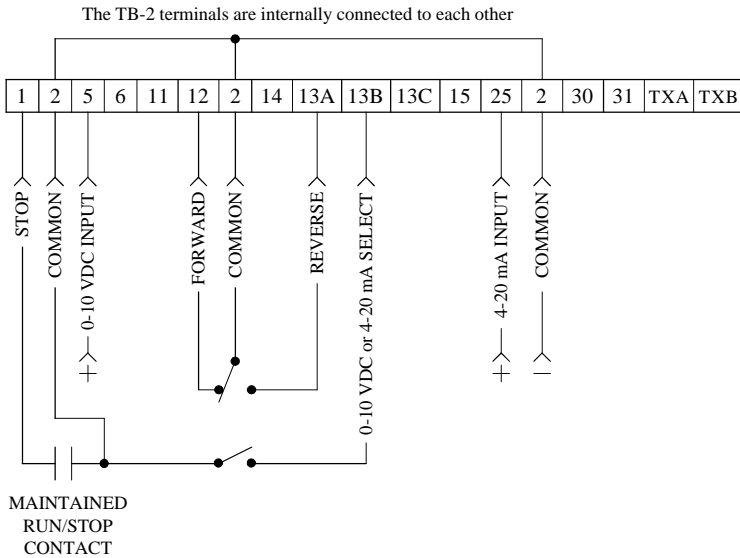 The TB-2 terminals are internally connected to each other
1 2 5 6 11 12 2 14 13A 13B 13C 15 25 2 30 31 TXA TXB
STOP
COMMON
0-10 VDC INPUT
FORWARD
COMMON
REVERSE
0-10 VDC or 4-20 mA SELECT
4-20 mA INPUT
COMMON
+
+
−
MAINTAINED
RUN/STOP
CONTACT